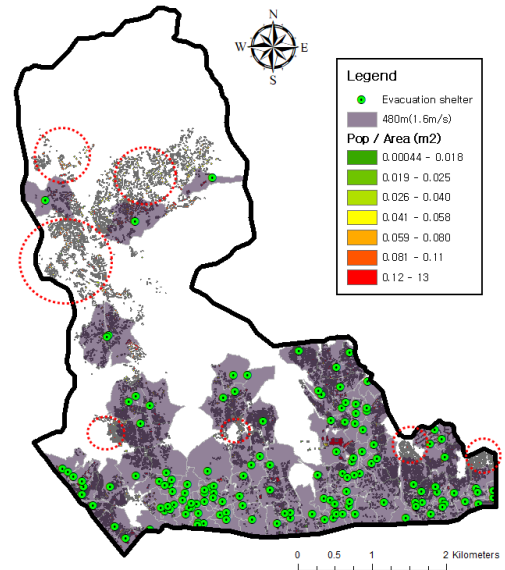 N
W E
S
Legend
Evacuation shelter
480m(1.6m/s)
Pop / Area (m2)
0.00044 - 0.018
0.019 - 0.025
0.026 - 0.040
0.041 - 0.058
0.059 - 0.080
0.081 - 0.11
0.12 - 13
0 0.5 1 2 Kilometers